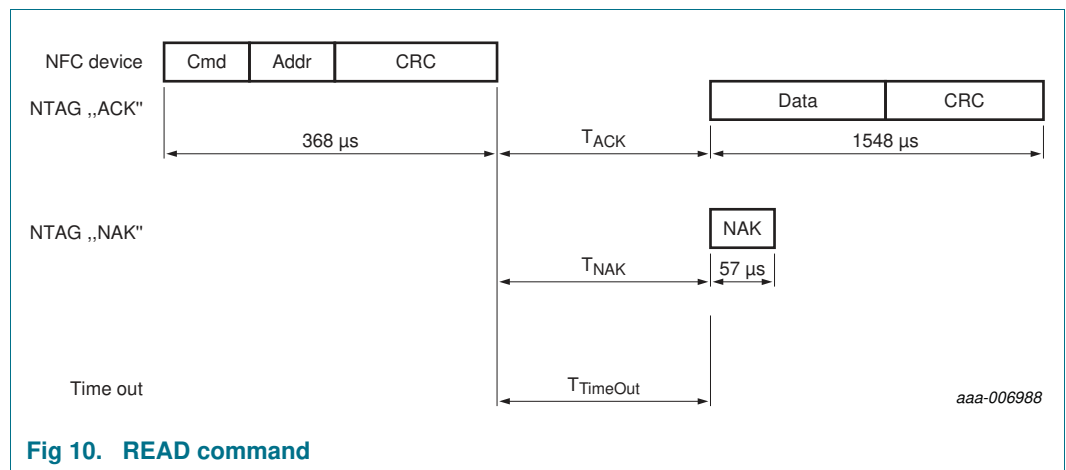 NFC device Cmd Addr CRC
NTAG ,,ACK" Data CRC
368 µs TACK 1548 µs
NTAG ,,NAK" NAK
TNAK 57 µs
Time out TTimeOut aaa-006988
Fig 10. READ command